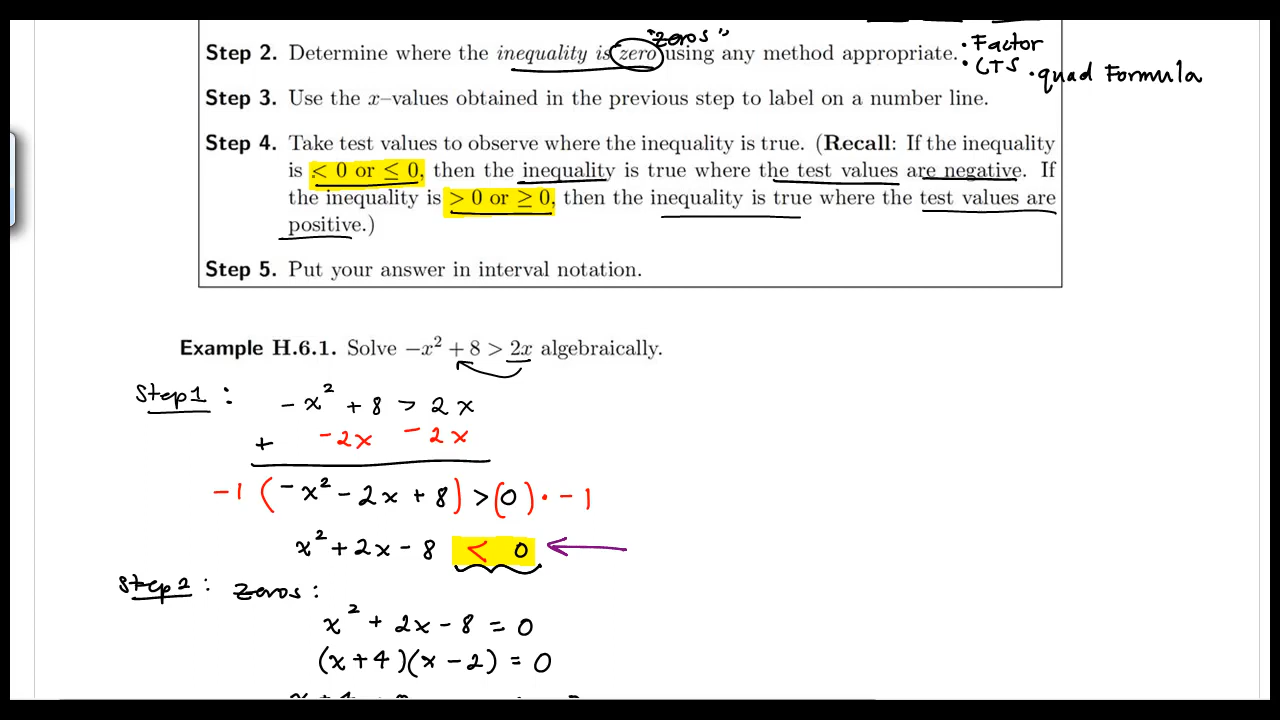 "zeros"
Step 2. Determine where the inequality is zero using any method appropriate. • Factor
• CTS • quad Formula
Step 3. Use the x–values obtained in the previous step to label on a number line.
Step 4. Take test values to observe where the inequality is true. (Recall: If the inequality
is < 0 or ≤ 0, then the inequality is true where the test values are negative. If
the inequality is > 0 or ≥ 0, then the inequality is true where the test values are
positive.)
Step 5. Put your answer in interval notation.
Example H.6.1. Solve −x² + 8 > 2x algebraically.
Step 1 :
− x² + 8 > 2x
+ −2x −2x
−1 ( − x² − 2x + 8 ) > (0) • −1
x² + 2x − 8 < 0
Step 2 : Zeros :
x² + 2x − 8 = 0
(x + 4)(x − 2) = 0